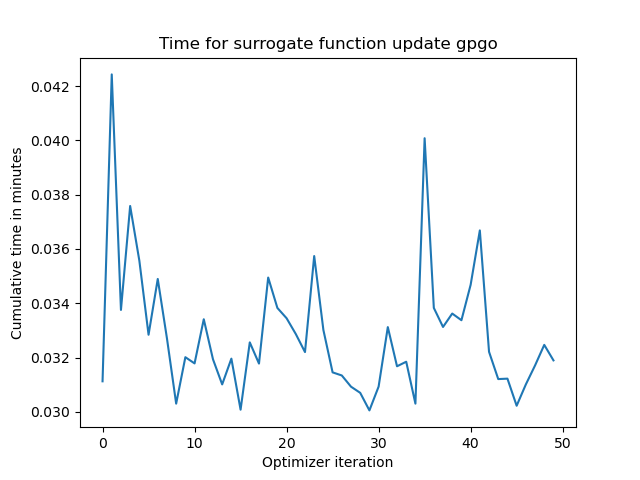 Time for surrogate function update gpgo
Cumulative time in minutes
0.042
0.040
0.038
0.036
0.034
0.032
0.030
0 10 20 30 40 50
Optimizer iteration